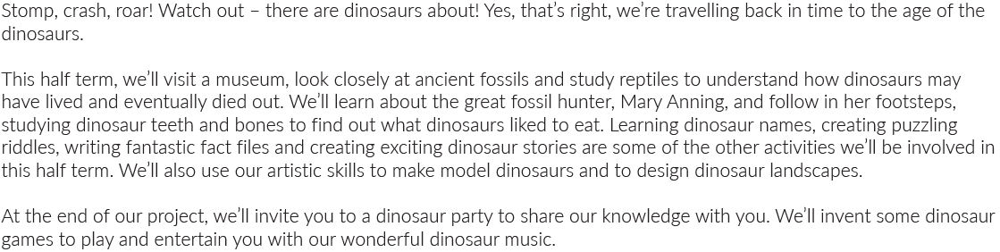 Stomp, crash, roar! Watch out – there are dinosaurs about! Yes, that’s right, we’re travelling back in time to the age of the
dinosaurs.
This half term, we’ll visit a museum, look closely at ancient fossils and study reptiles to understand how dinosaurs may
have lived and eventually died out. We’ll learn about the great fossil hunter, Mary Anning, and follow in her footsteps,
studying dinosaur teeth and bones to find out what dinosaurs liked to eat. Learning dinosaur names, creating puzzling
riddles, writing fantastic fact files and creating exciting dinosaur stories are some of the other activities we’ll be involved in
this half term. We’ll also use our artistic skills to make model dinosaurs and to design dinosaur landscapes.
At the end of our project, we’ll invite you to a dinosaur party to share our knowledge with you. We’ll invent some dinosaur
games to play and entertain you with our wonderful dinosaur music.